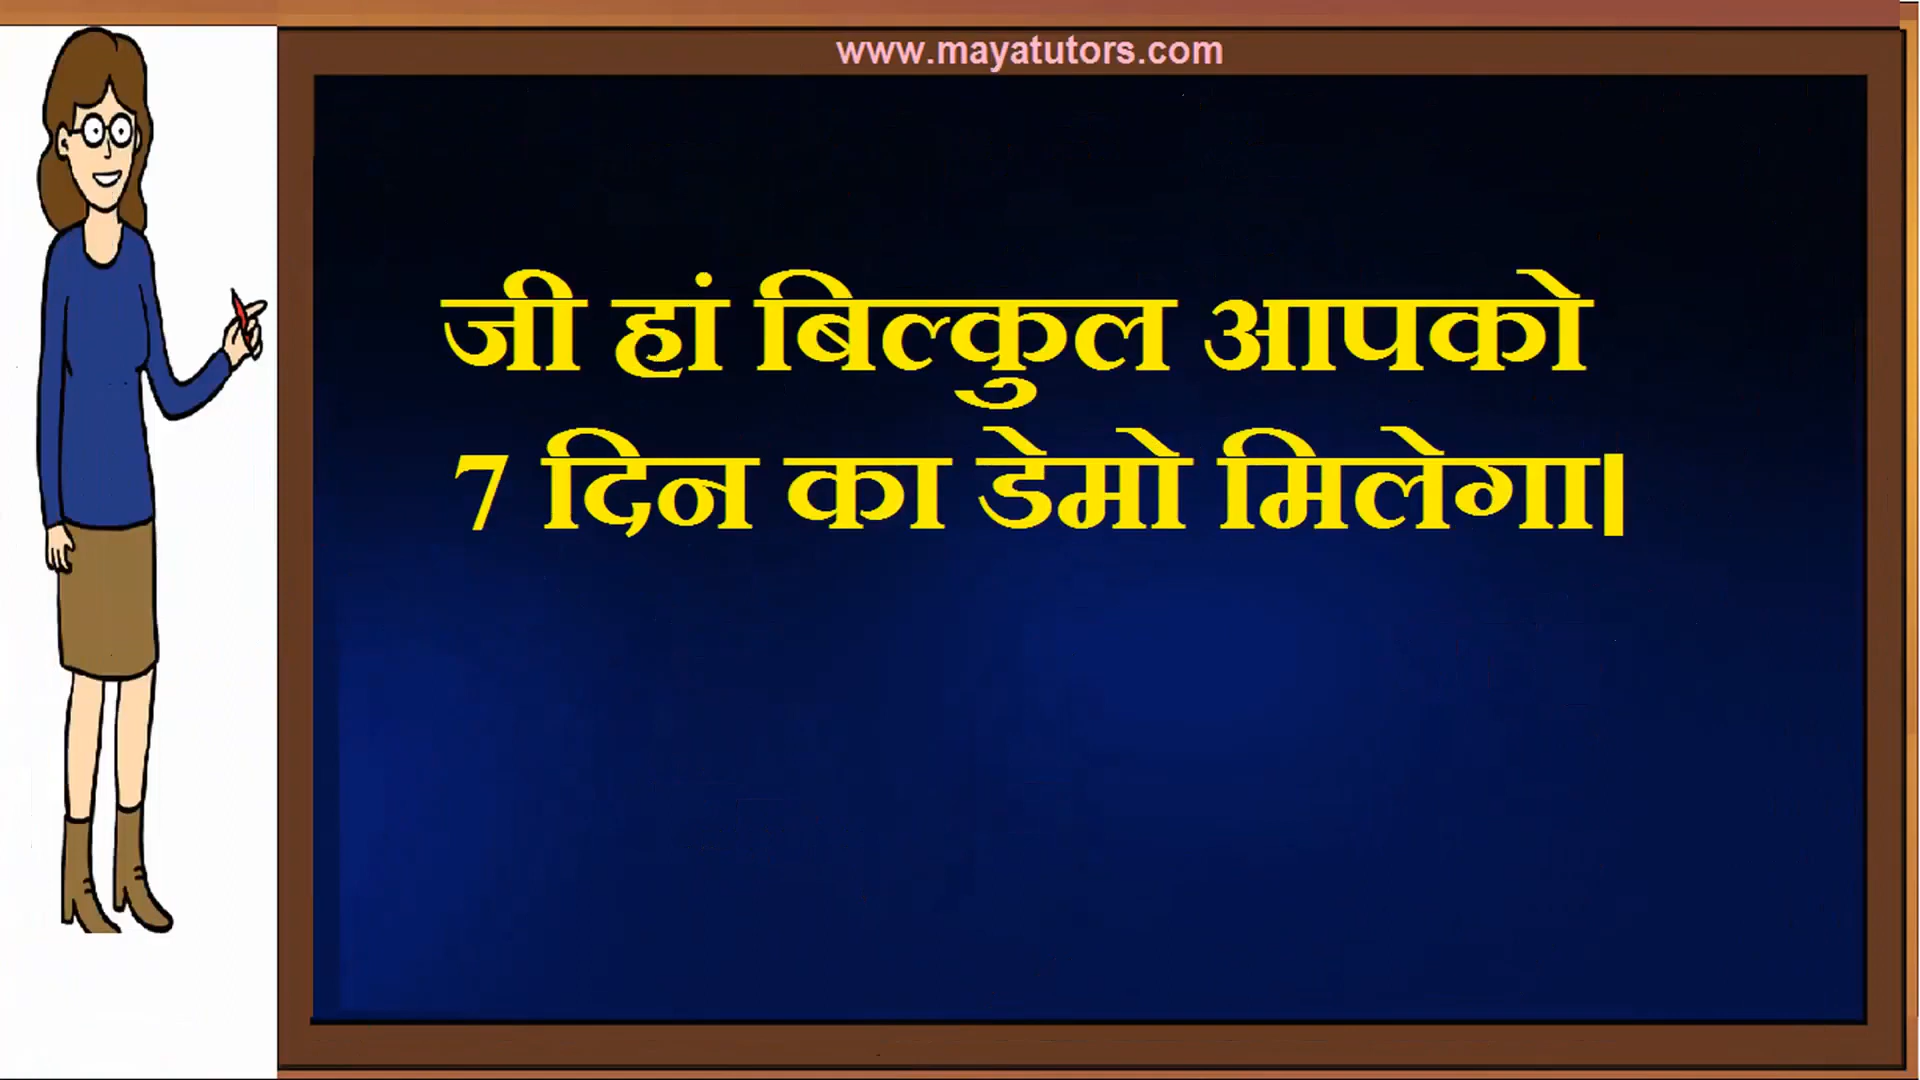 www.mayatutors.com
जी हां बिल्कुल आपको
7 दिन का डेमो मिलेगा।